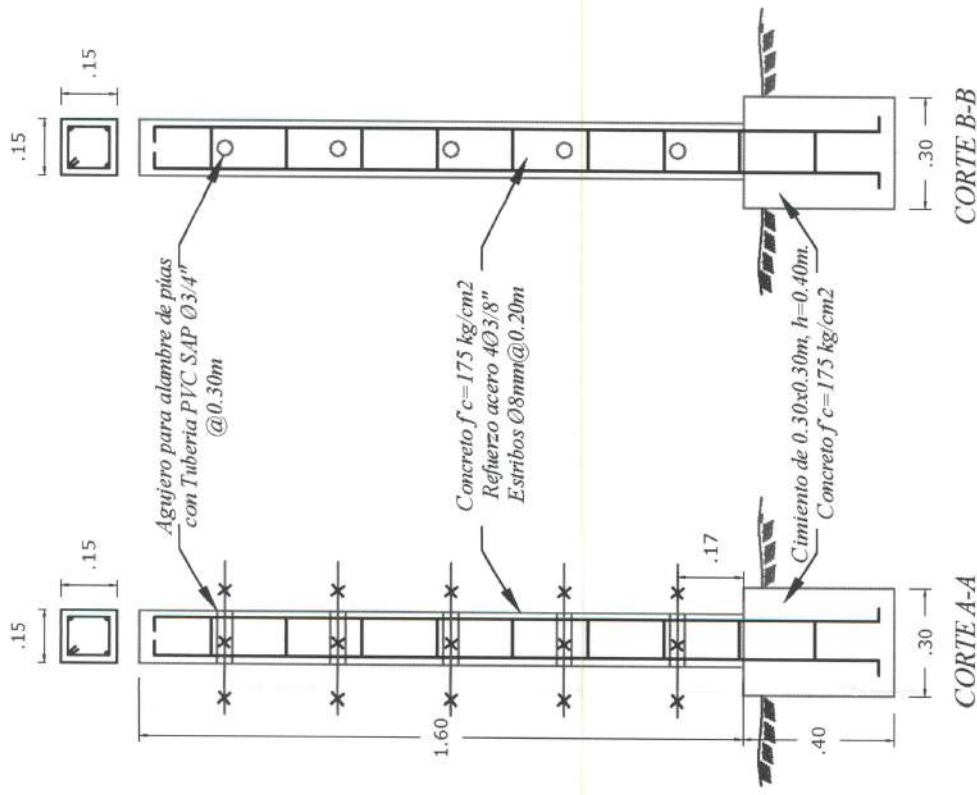 .15
.15
.15
.15
Agujero para alambre de púas
con Tuberia PVC SAP Ø3/4"
@0.30m
Concreto f'c=175 kg/cm2
Refuerzo acero 4Ø3/8"
Estribos Ø8mm@0.20m
1.60
.17
Cimiento de 0.30x0.30m, h=0.40m.
Concreto f'c=175 kg/cm2
.40
.30
.30
CORTE A-A
CORTE B-B